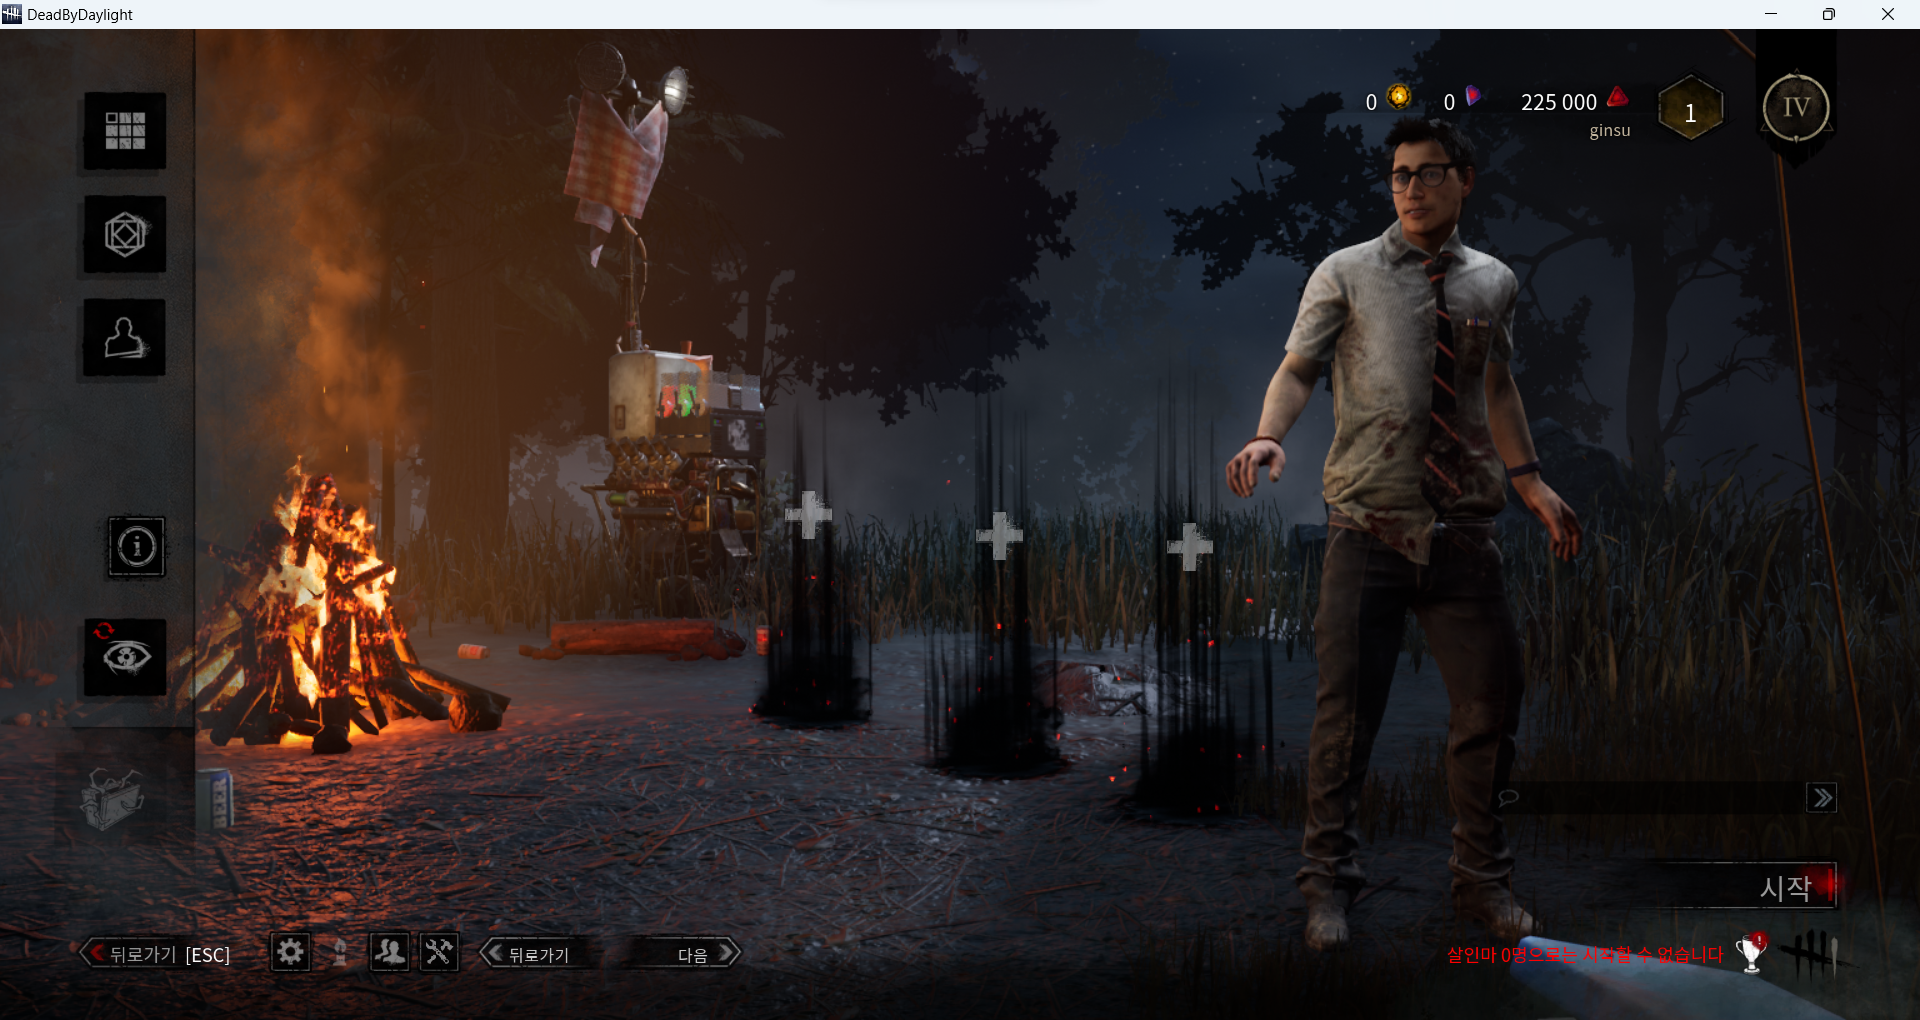 DeadByDaylight
0 0 225 000 1 IV
ginsu
시작
뒤로가기 [ESC] 뒤로가기 다음
살인마 0명으로는 시작할 수 없습니다